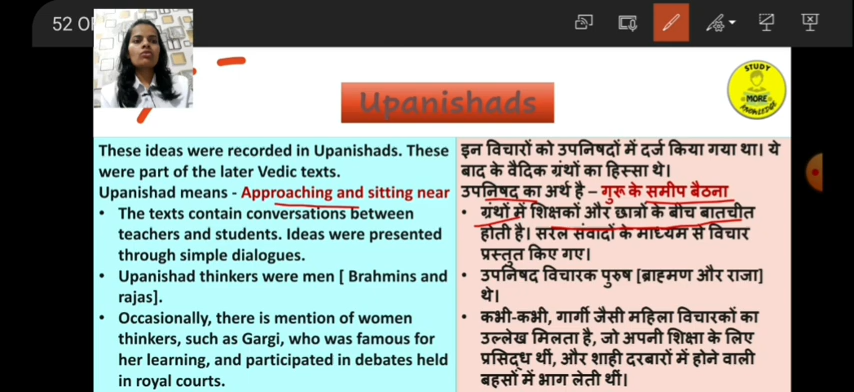 52
Upanishads
STUDY
MORE
KNOWLEDGE
These ideas were recorded in Upanishads. These
were part of the later Vedic texts.
Upanishad means - Approaching and sitting near
• The texts contain conversations between
teachers and students. Ideas were presented
through simple dialogues.
• Upanishad thinkers were men [ Brahmins and
rajas].
• Occasionally, there is mention of women
thinkers, such as Gargi, who was famous for
her learning, and participated in debates held
in royal courts.
इन विचारों को उपनिषदों में दर्ज किया गया था। ये
बाद के वैदिक ग्रंथों का हिस्सा थे।
उपनिषद का अर्थ है – गुरू के समीप बैठना
• ग्रंथों में शिक्षकों और छात्रों के बीच बातचीत
होती है। सरल संवादों के माध्यम से विचार
प्रस्तुत किए गए।
• उपनिषद विचारक पुरुष [ब्राह्मण और राजा]
थे।
• कभी-कभी, गार्गी जैसी महिला विचारकों का
उल्लेख मिलता है, जो अपनी शिक्षा के लिए
प्रसिद्ध थीं, और शाही दरबारों में होने वाली
बहसों में भाग लेती थीं।